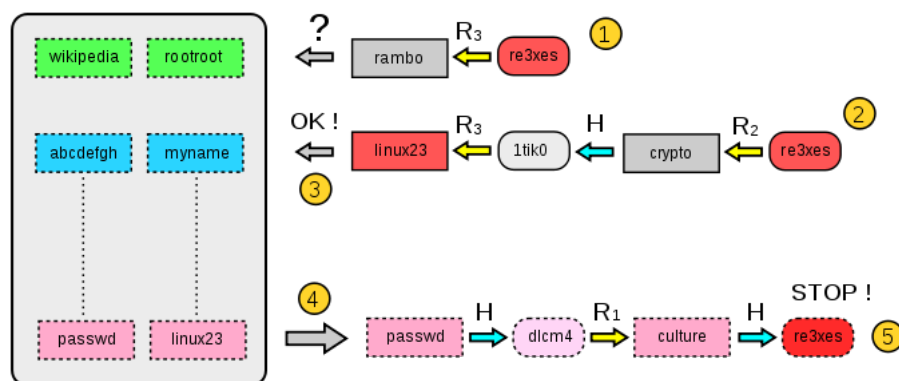 ? R3 1
wikipedia rootroot rambo re3xes
OK ! R3 H R2 2
abcdefgh myname linux23 1tik0 crypto re3xes
3
4 H R1 H STOP !
passwd linux23 passwd dlcm4 culture re3xes 5